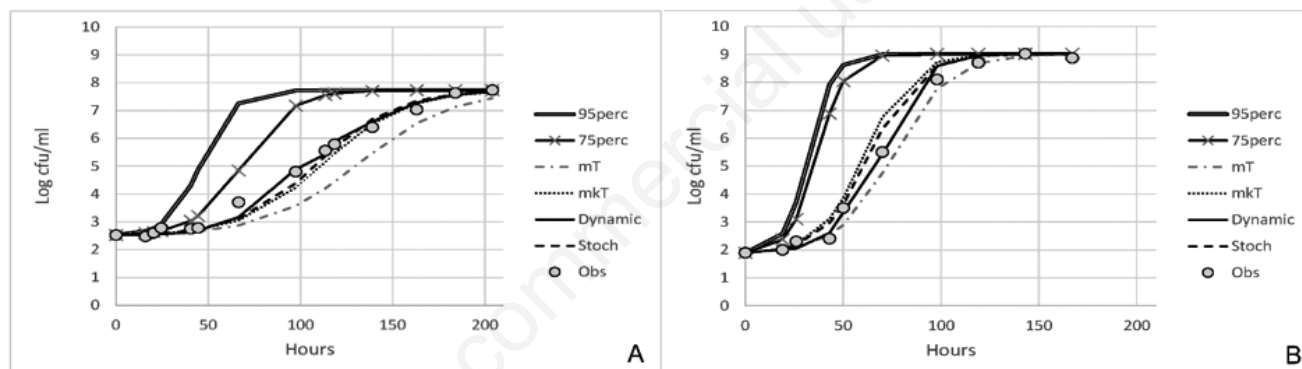 10
9
8
7
6
5
4
3
2
1
0
Log cfu/ml
0 50 100 150 200
Hours
95perc
75perc
mT
mkT
Dynamic
Stoch
Obs
A
10
9
8
7
6
5
4
3
2
1
0
Log cfu/ml
0 50 100 150 200
Hours
95perc
75perc
mT
mkT
Dynamic
Stoch
Obs
B
commercial